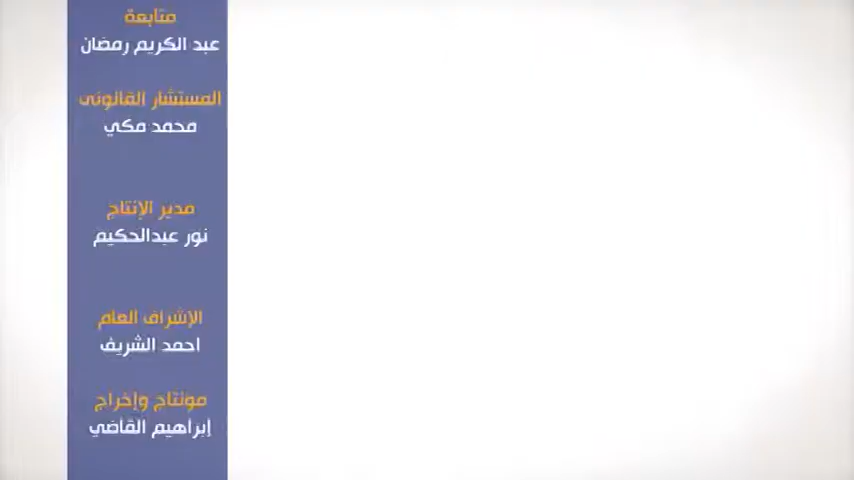 متابعة
عبد الكريم رمضان
المستشار القانونى
محمد مكي
مدير الإنتاج
نور عبدالحكيم
الإشراف العام
احمد الشريف
مونتاج وإخراج
إبراهيم القاضي